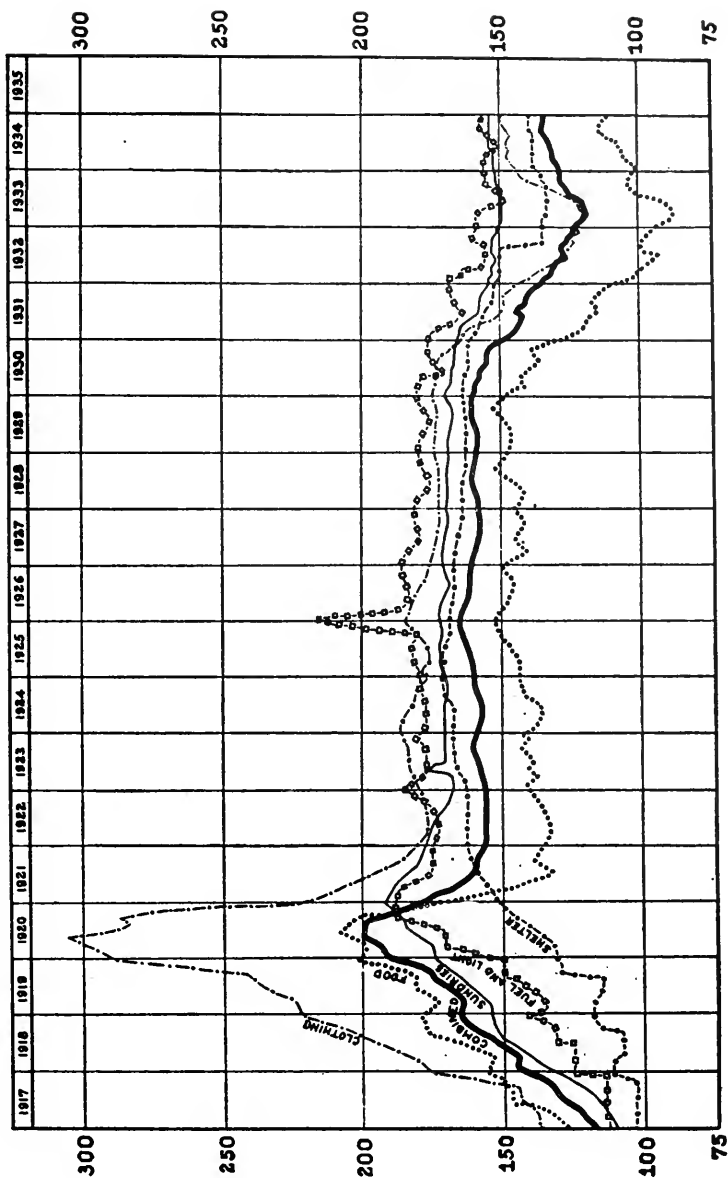 1917 1918 1919 1920 1921 1922 1923 1924 1925 1926 1927 1928 1929 1930 1931 1932 1933 1934 1935
300 300
250 250
200 200
150 150
100 100
75 75
CLOTHING
FOOD
COMBINED
SUNDRIES
FUEL AND LIGHT
SHELTER